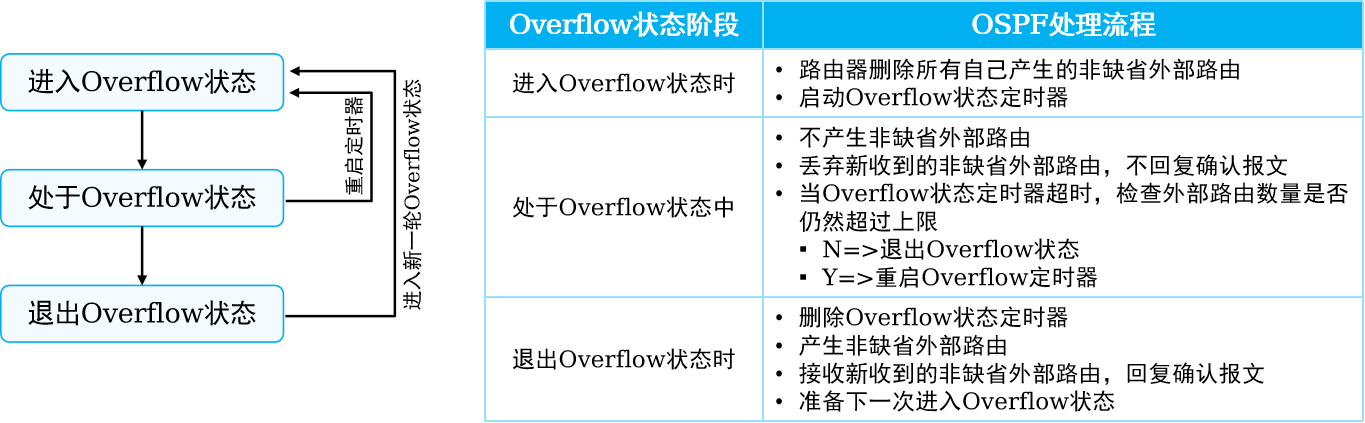 进入Overflow状态
处于Overflow状态
退出Overflow状态
重启定时器
进入新一轮Overflow状态
Overflow状态阶段
OSPF处理流程
进入Overflow状态时
• 路由器删除所有自己产生的非缺省外部路由
• 启动Overflow状态定时器
处于Overflow状态中
• 不产生非缺省外部路由
• 丢弃新收到的非缺省外部路由，不回复确认报文
• 当Overflow状态定时器超时，检查外部路由数量是否
仍然超过上限
▪ N=>退出Overflow状态
▪ Y=>重启Overflow定时器
退出Overflow状态时
• 删除Overflow状态定时器
• 产生非缺省外部路由
• 接收新收到的非缺省外部路由，回复确认报文
• 准备下一次进入Overflow状态